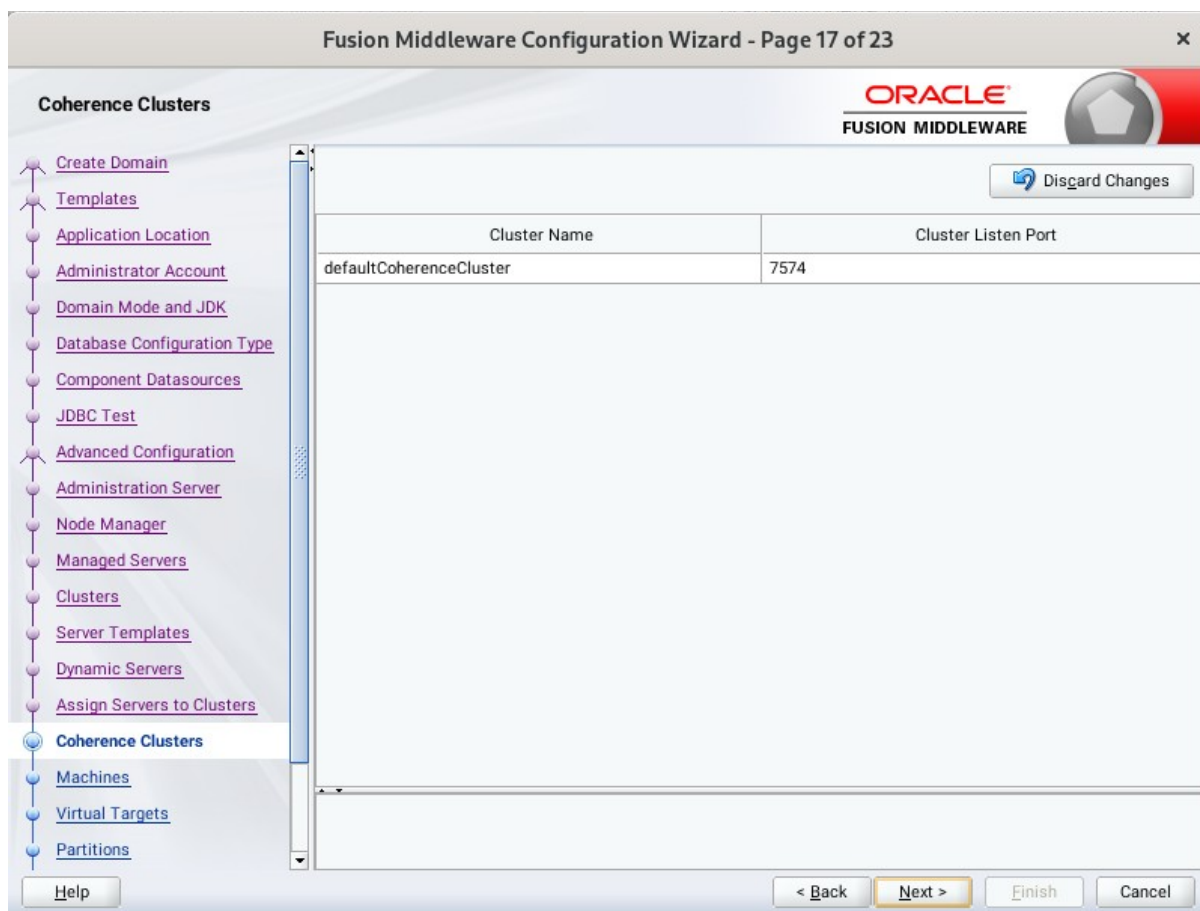 Fusion Middleware Configuration Wizard - Page 17 of 23
×
Coherence Clusters
ORACLE
FUSION MIDDLEWARE
Create Domain
Templates
Application Location
Administrator Account
Domain Mode and JDK
Database Configuration Type
Component Datasources
JDBC Test
Advanced Configuration
Administration Server
Node Manager
Managed Servers
Clusters
Server Templates
Dynamic Servers
Assign Servers to Clusters
Coherence Clusters
Machines
Virtual Targets
Partitions
Discard Changes
Cluster Name Cluster Listen Port
defaultCoherenceCluster 7574
Help < Back Next > Finish Cancel